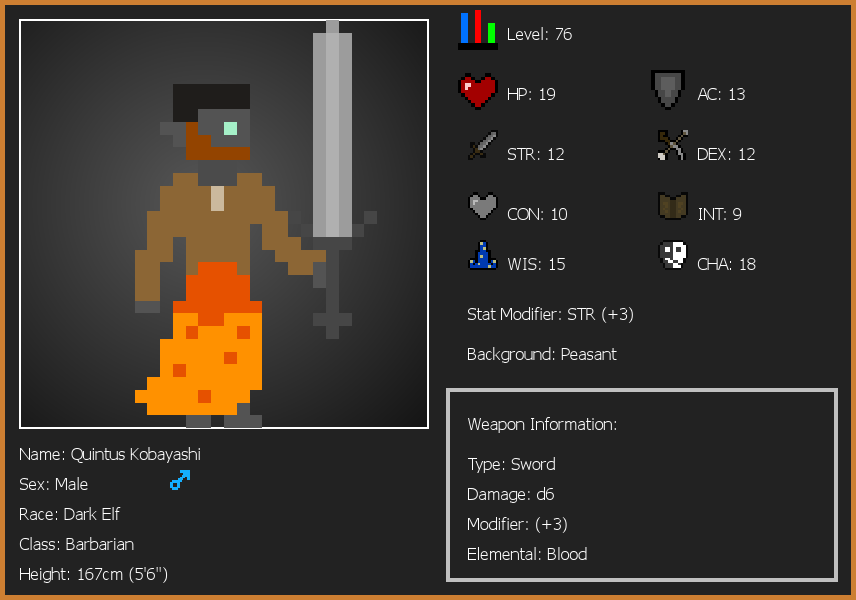 Level: 76
HP: 19
AC: 13
STR: 12
DEX: 12
CON: 10
INT: 9
WIS: 15
CHA: 18
Stat Modifier: STR (+3)
Background: Peasant
Weapon Information:
Type: Sword
Damage: d6
Modifier: (+3)
Elemental: Blood
Name: Quintus Kobayashi
Sex: Male
Race: Dark Elf
Class: Barbarian
Height: 167cm (5'6")